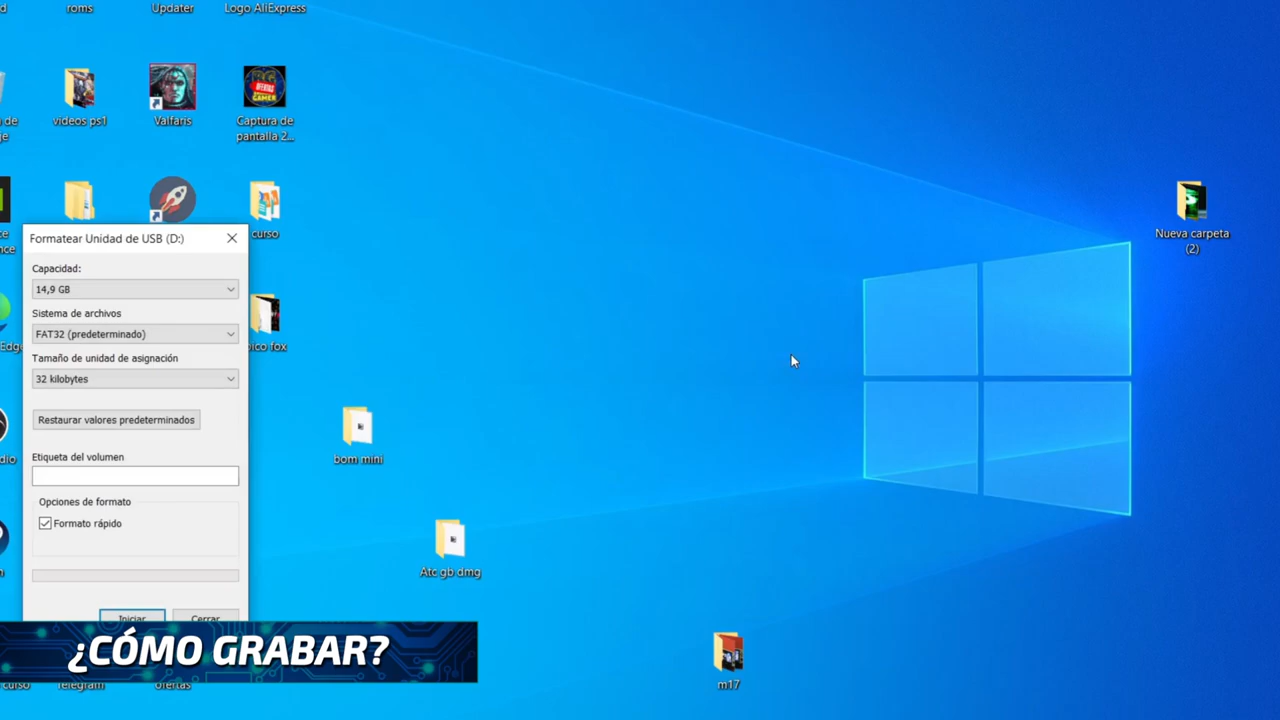 roms
Updater
Logo AliExpress
videos ps1
Valfaris
Captura de
pantalla 2...
Nueva carpeta
(2)
curso
Formatear Unidad de USB (D:)
Capacidad:
14,9 GB
Sistema de archivos
FAT32 (predeterminado)
Tamaño de unidad de asignación
32 kilobytes
Restaurar valores predeterminados
Etiqueta del volumen
Opciones de formato
Formato rápido
Iniciar
Cerrar
ico fox
bom mini
Atc gb dmg
m17
¿CÓMO GRABAR?
curso
Telegram
ofertas